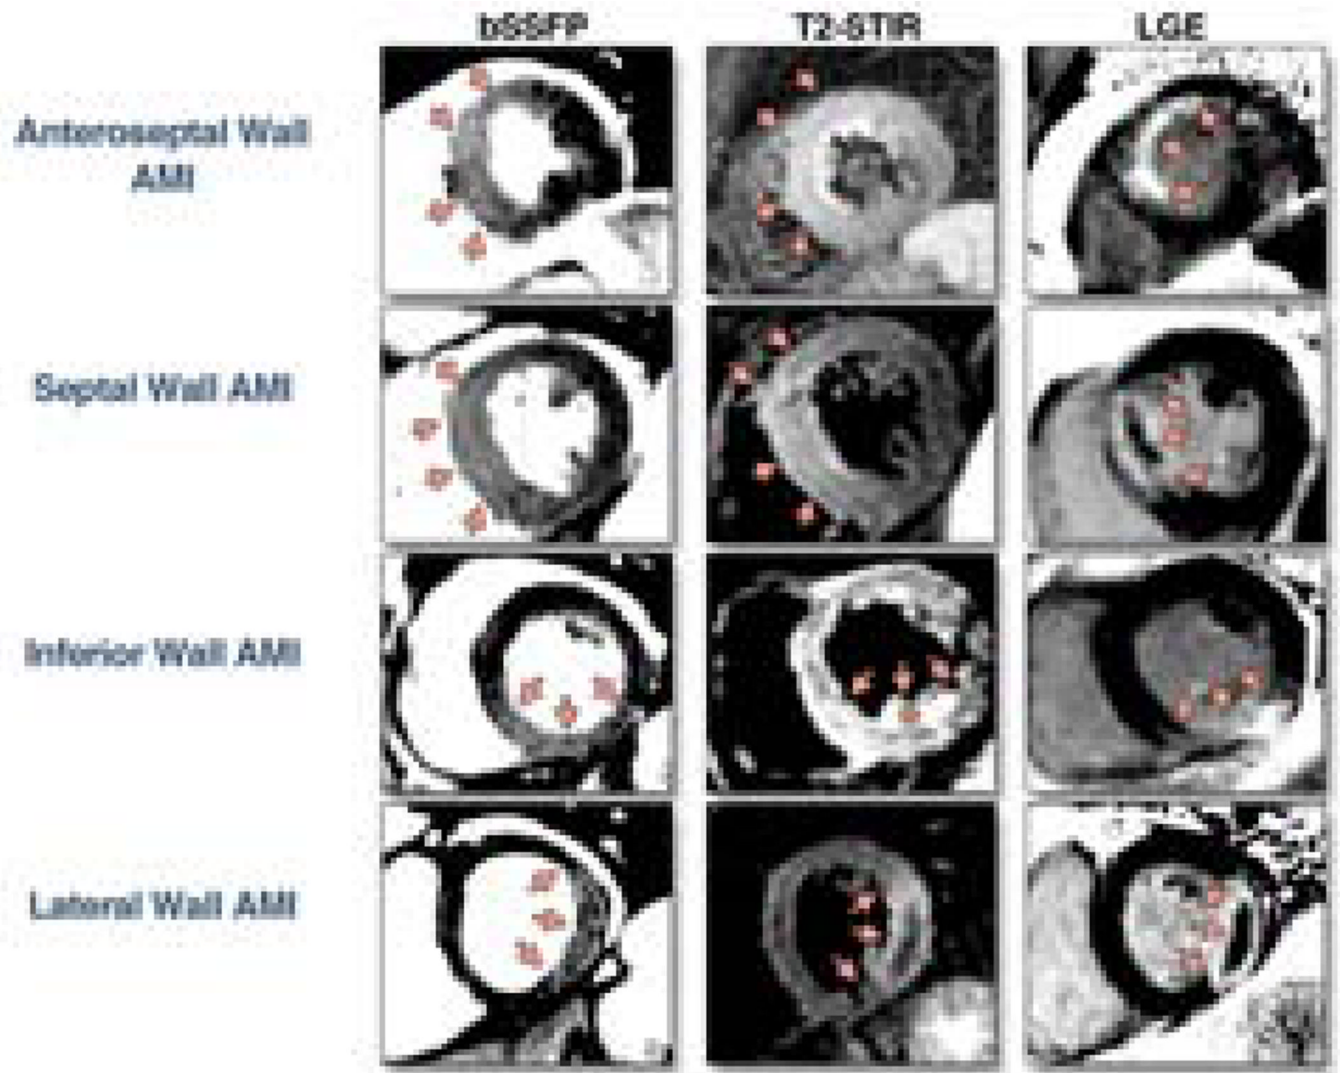 bSSFP T2-STIR LGE
Anteroseptal Wall
AMI
Septal Wall AMI
Inferior Wall AMI
Lateral Wall AMI